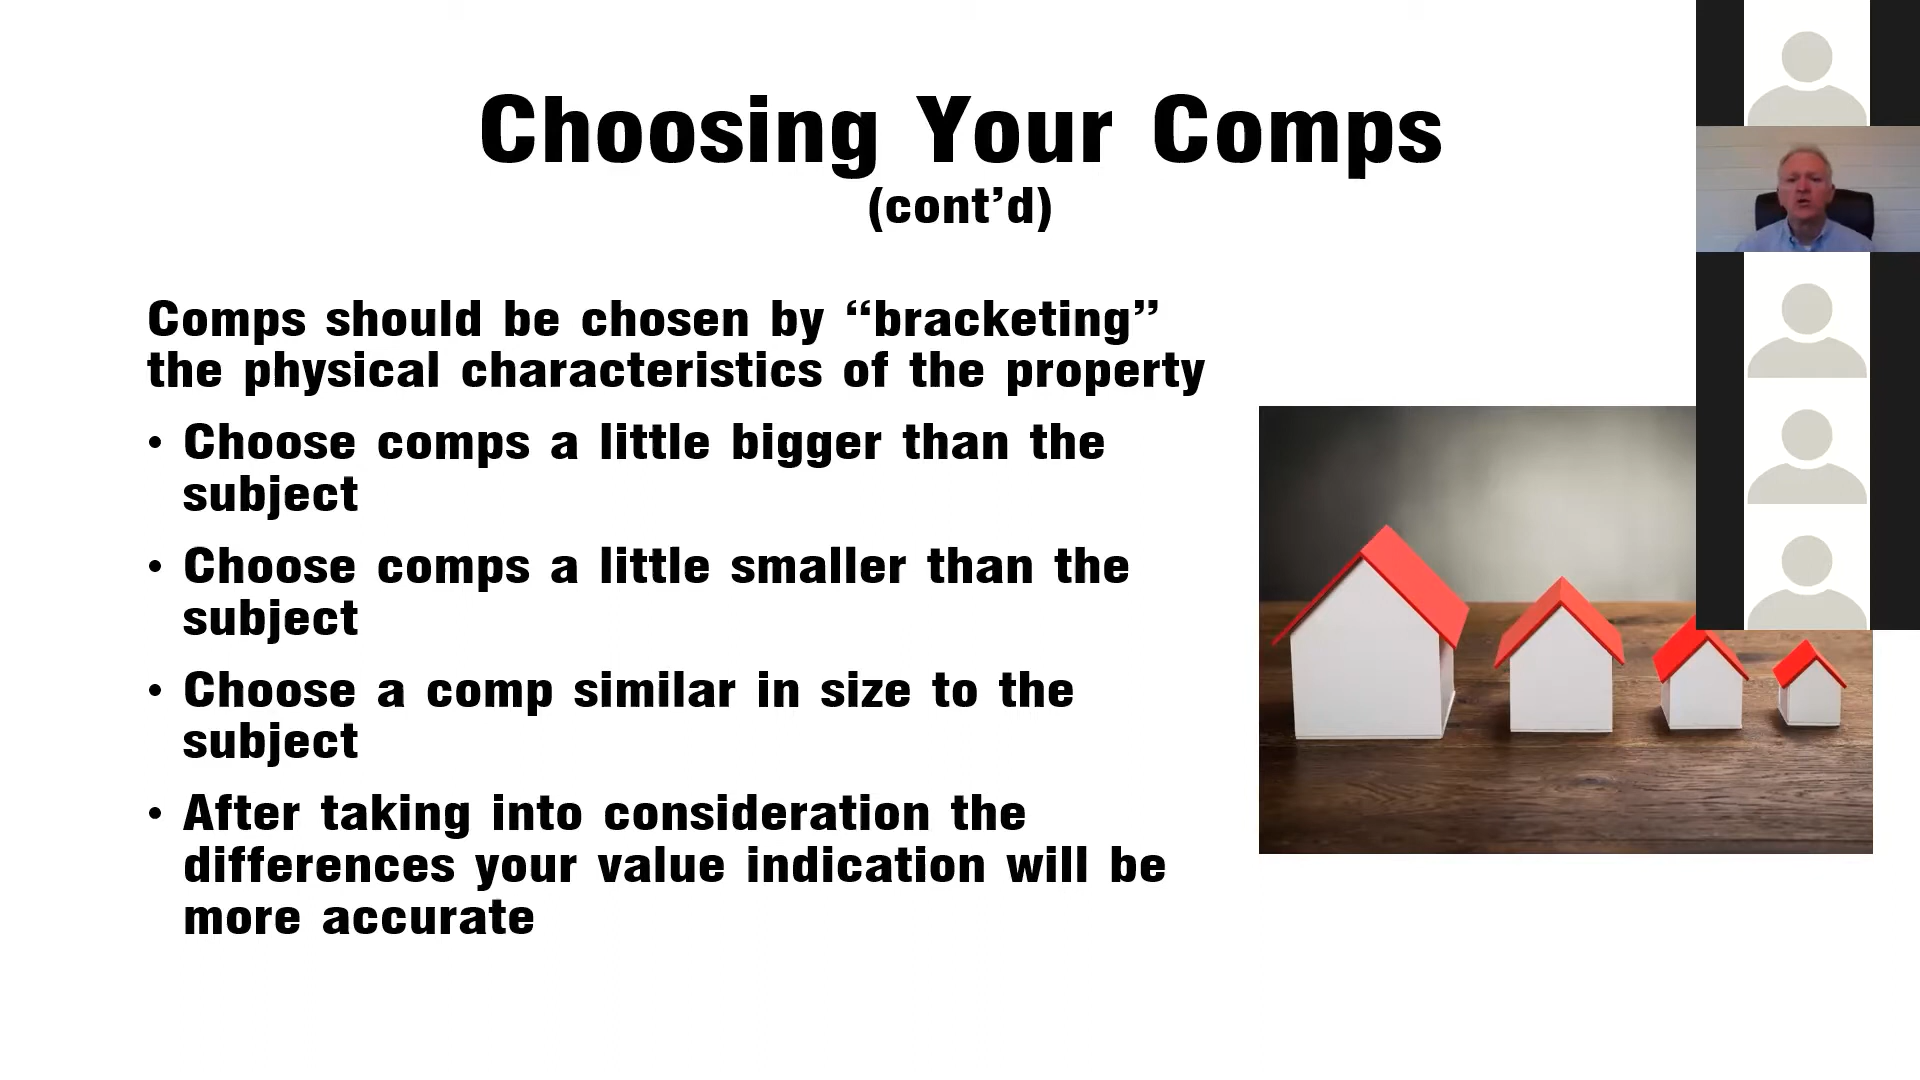 Choosing Your Comps
(cont’d)
Comps should be chosen by “bracketing”
the physical characteristics of the property
• Choose comps a little bigger than the
subject
• Choose comps a little smaller than the
subject
• Choose a comp similar in size to the
subject
• After taking into consideration the
differences your value indication will be
more accurate